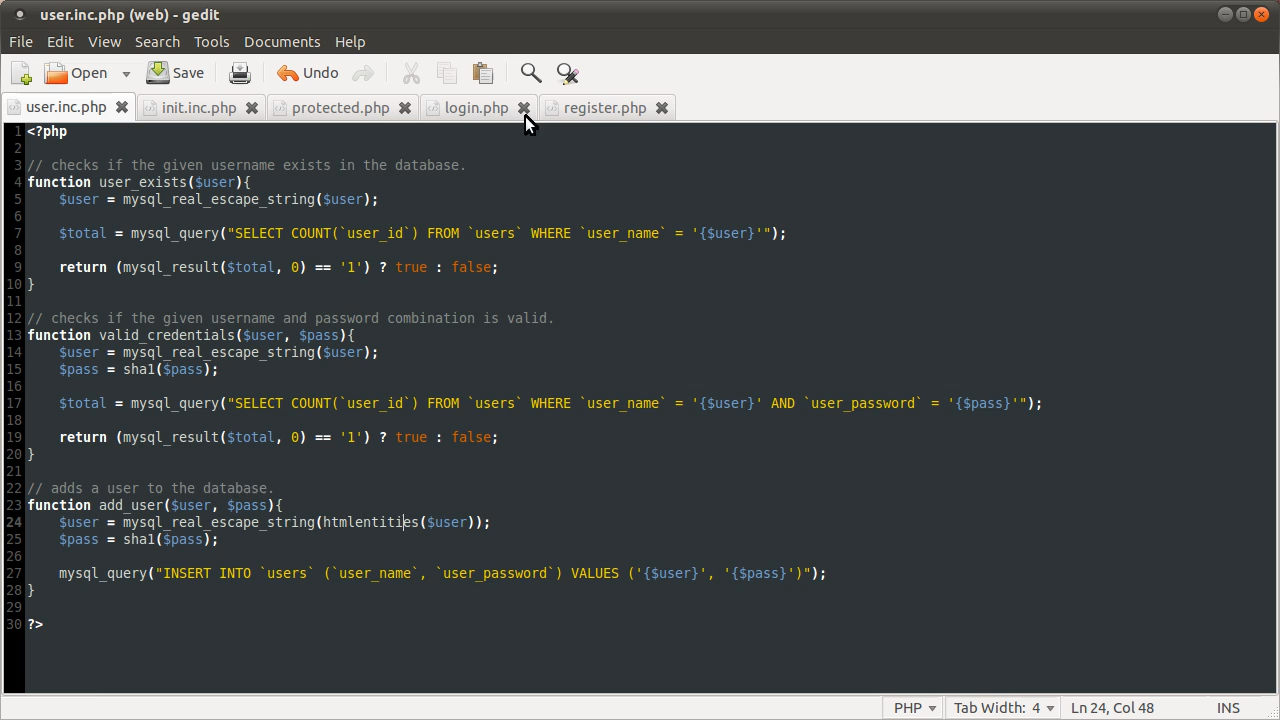 user.inc.php (web) - gedit
File Edit View Search Tools Documents Help
Open Save Undo
user.inc.php init.inc.php protected.php login.php register.php
1 <?php
2
3 // checks if the given username exists in the database.
4 function user_exists($user){
5     $user = mysql_real_escape_string($user);
6
7     $total = mysql_query("SELECT COUNT(`user_id`) FROM `users` WHERE `user_name` = '{$user}'");
8
9     return (mysql_result($total, 0) == '1') ? true : false;
10 }
11
12 // checks if the given username and password combination is valid.
13 function valid_credentials($user, $pass){
14     $user = mysql_real_escape_string($user);
15     $pass = sha1($pass);
16
17     $total = mysql_query("SELECT COUNT(`user_id`) FROM `users` WHERE `user_name` = '{$user}' AND `user_password` = '{$pass}'");
18
19     return (mysql_result($total, 0) == '1') ? true : false;
20 }
21
22 // adds a user to the database.
23 function add_user($user, $pass){
24     $user = mysql_real_escape_string(htmlentities($user));
25     $pass = sha1($pass);
26
27     mysql_query("INSERT INTO `users` (`user_name`, `user_password`) VALUES ('{$user}', '{$pass}')");
28 }
29
30 ?>
PHP Tab Width: 4 Ln 24, Col 48 INS